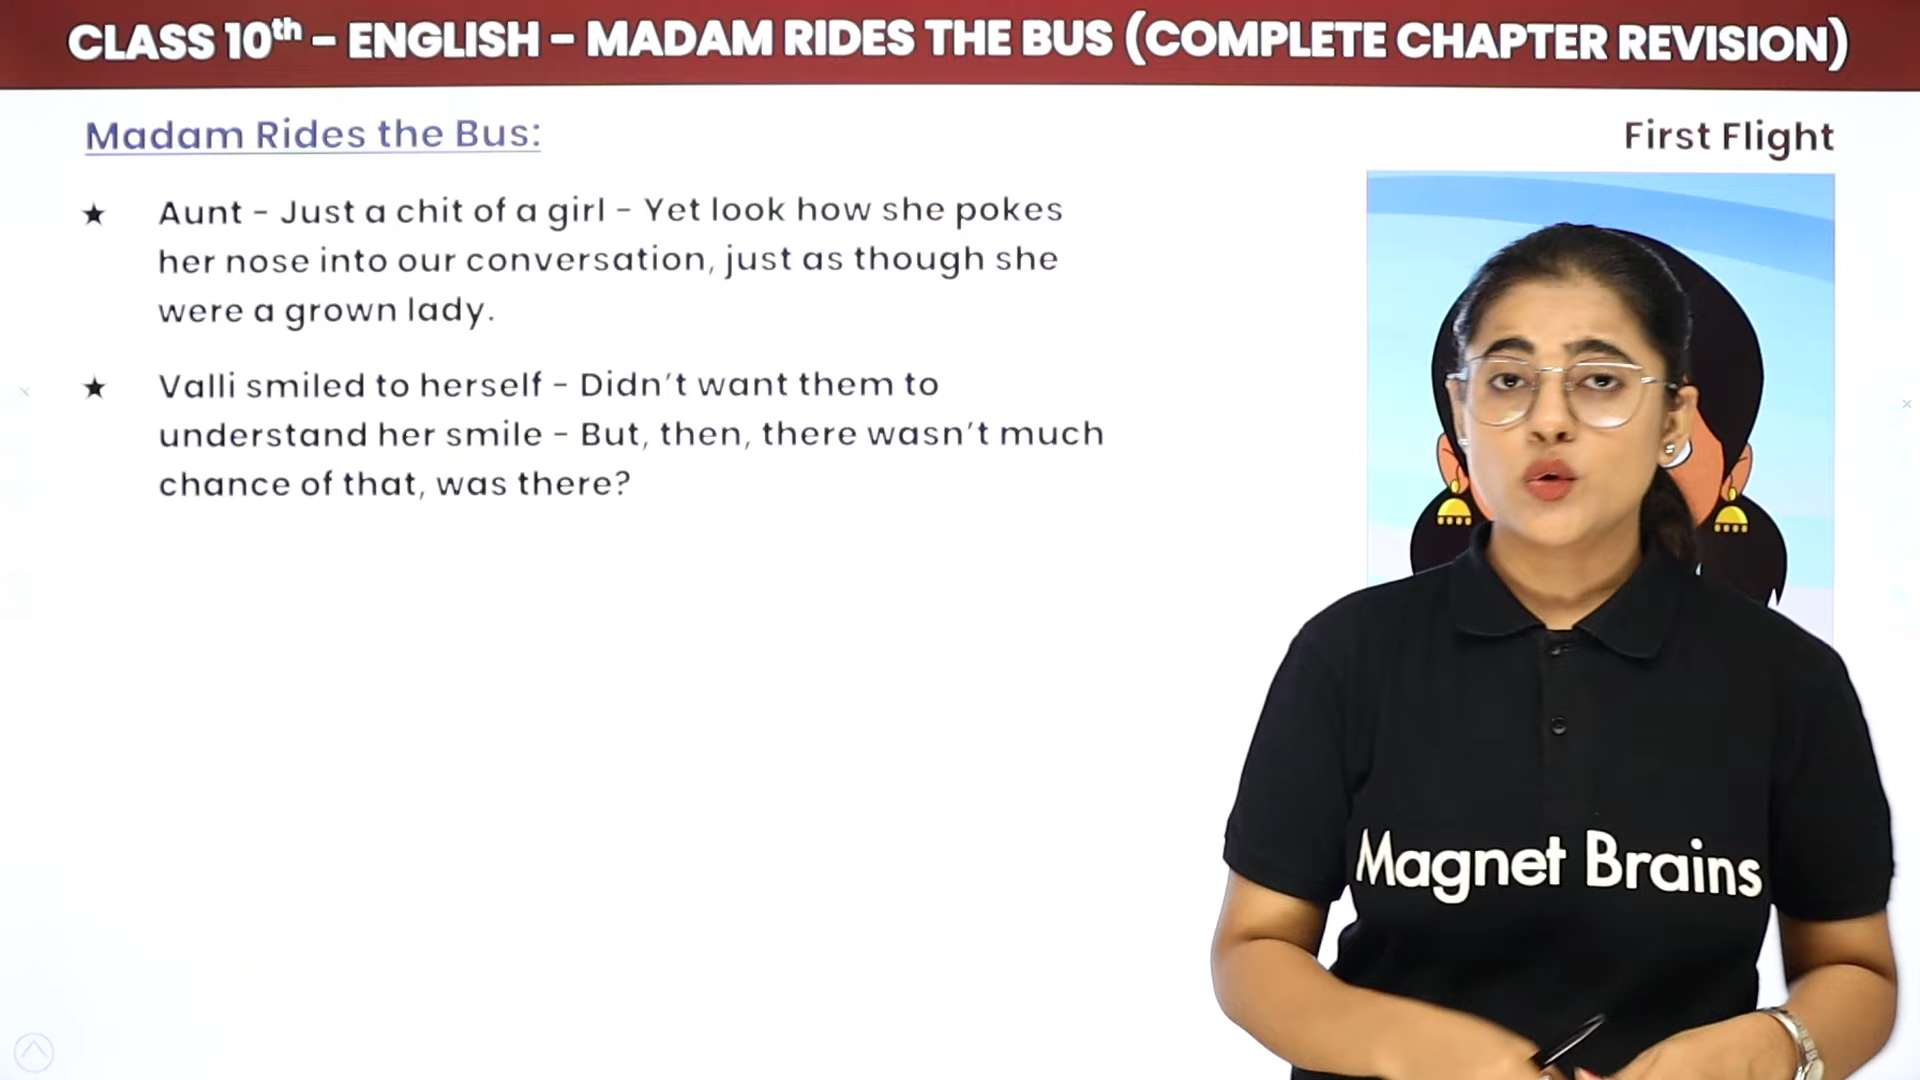 CLASS 10th – ENGLISH – MADAM RIDES THE BUS (COMPLETE CHAPTER REVISION)
Madam Rides the Bus:
First Flight
★ Aunt – Just a chit of a girl – Yet look how she pokes
her nose into our conversation, just as though she
were a grown lady.
★ Valli smiled to herself – Didn't want them to
understand her smile – But, then, there wasn't much
chance of that, was there?
Magnet Brains